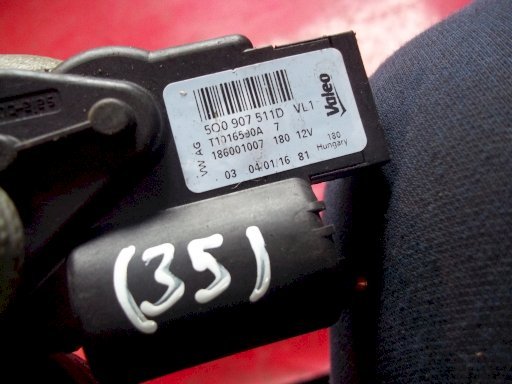 5Q0 907 511D VL1
T1016580A 7
186001007 180 12V
03 04/01/16 81
VW AG
Valeo
180
Hungary
(35)